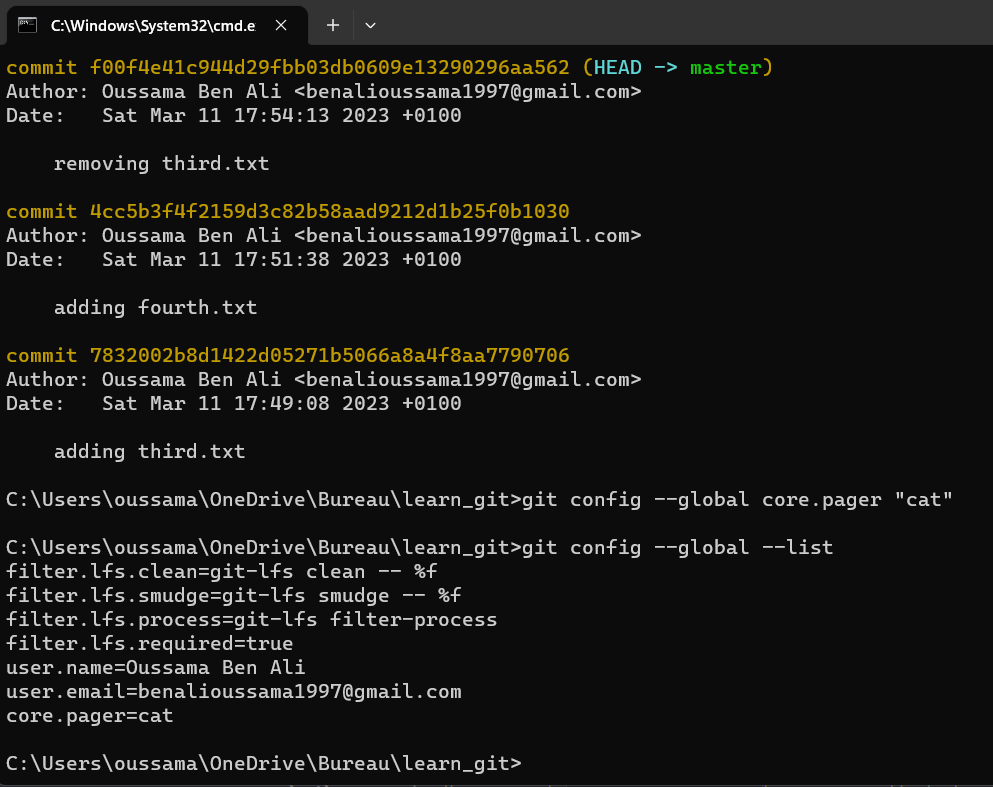 C:\Windows\System32\cmd.e
commit f00f4e41c944d29fbb03db0609e13290296aa562 (HEAD -> master)
Author: Oussama Ben Ali <benalioussama1997@gmail.com>
Date:   Sat Mar 11 17:54:13 2023 +0100
    removing third.txt
commit 4cc5b3f4f2159d3c82b58aad9212d1b25f0b1030
Author: Oussama Ben Ali <benalioussama1997@gmail.com>
Date:   Sat Mar 11 17:51:38 2023 +0100
    adding fourth.txt
commit 7832002b8d1422d05271b5066a8a4f8aa7790706
Author: Oussama Ben Ali <benalioussama1997@gmail.com>
Date:   Sat Mar 11 17:49:08 2023 +0100
    adding third.txt
C:\Users\oussama\OneDrive\Bureau\learn_git>git config --global core.pager "cat"
C:\Users\oussama\OneDrive\Bureau\learn_git>git config --global --list
filter.lfs.clean=git-lfs clean -- %f
filter.lfs.smudge=git-lfs smudge -- %f
filter.lfs.process=git-lfs filter-process
filter.lfs.required=true
user.name=Oussama Ben Ali
user.email=benalioussama1997@gmail.com
core.pager=cat
C:\Users\oussama\OneDrive\Bureau\learn_git>